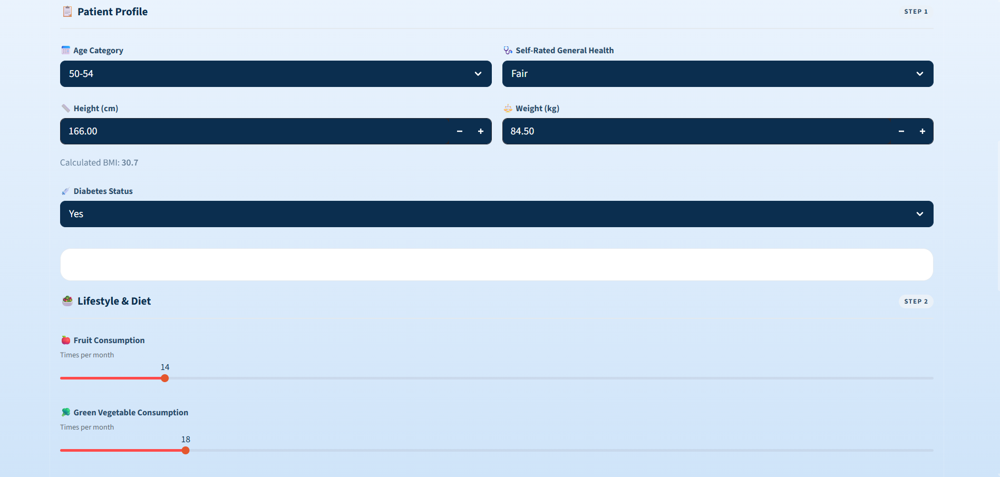 Patient Profile
STEP 1
Age Category
Self-Rated General Health
50-54
Fair
Height (cm)
Weight (kg)
166.00
84.50
Calculated BMI: 30.7
Diabetes Status
Yes
Lifestyle & Diet
STEP 2
Fruit Consumption
Times per month
14
Green Vegetable Consumption
Times per month
18